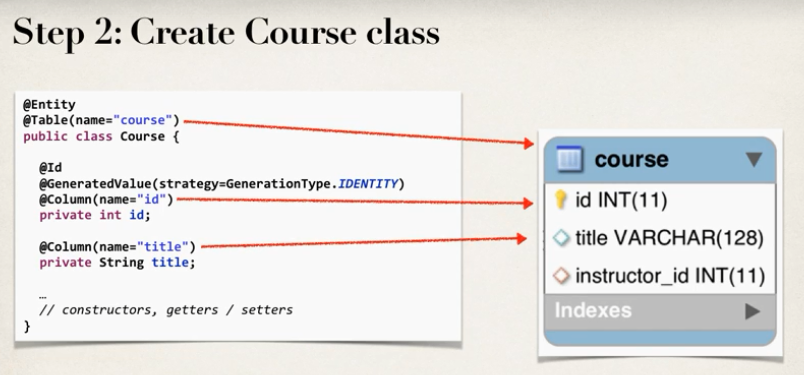 Step 2: Create Course class
@Entity
@Table(name="course")
public class Course {
@Id
@GeneratedValue(strategy=GenerationType.IDENTITY)
@Column(name="id")
private int id;
@Column(name="title")
private String title;
…
// constructors, getters / setters
}
course
id INT(11)
title VARCHAR(128)
instructor_id INT(11)
Indexes